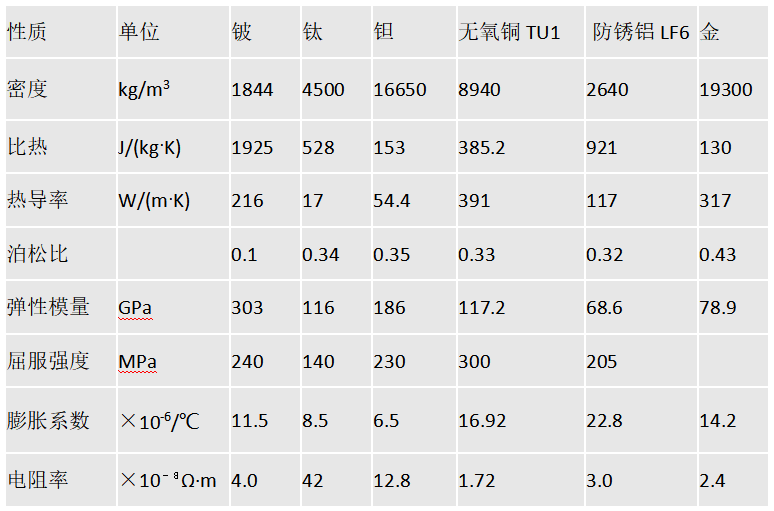 性质 单位 铍 钛 钽 无氧铜 TU1 防锈铝 LF6 金
密度 kg/m³ 1844 4500 16650 8940 2640 19300
比热 J/(kg·K) 1925 528 153 385.2 921 130
热导率 W/(m·K) 216 17 54.4 391 117 317
泊松比 0.1 0.34 0.35 0.33 0.32 0.43
弹性模量 GPa 303 116 186 117.2 68.6 78.9
屈服强度 MPa 240 140 230 300 205
膨胀系数 ×10⁻⁶/℃ 11.5 8.5 6.5 16.92 22.8 14.2
电阻率 ×10⁻⁸Ω·m 4.0 42 12.8 1.72 3.0 2.4